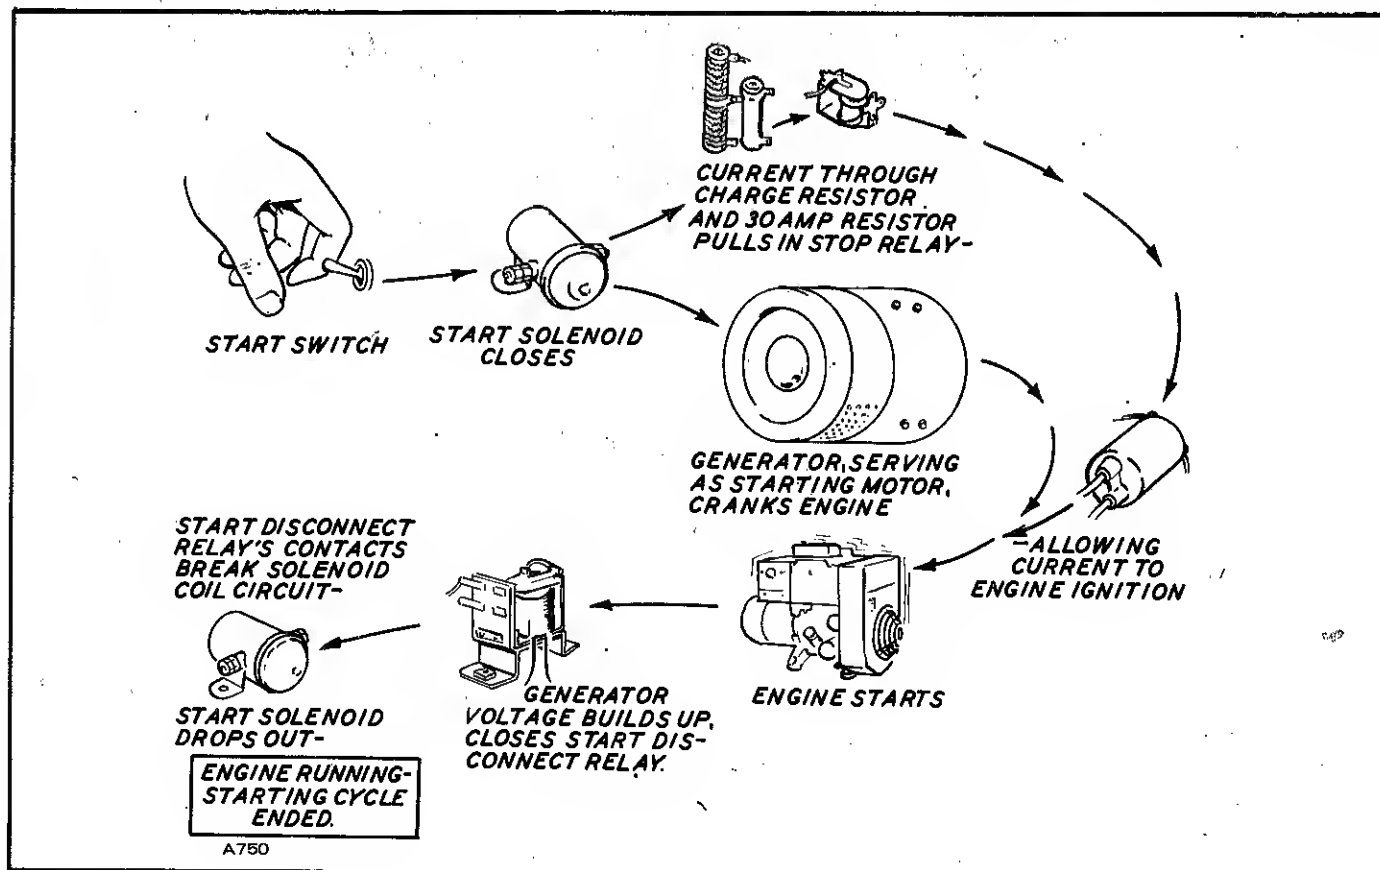 CURRENT THROUGH
CHARGE RESISTOR
AND 30 AMP RESISTOR
PULLS IN STOP RELAY-
START SWITCH
START SOLENOID
CLOSES
GENERATOR, SERVING
AS STARTING MOTOR,
CRANKS ENGINE
-ALLOWING
CURRENT TO
ENGINE IGNITION
ENGINE STARTS
GENERATOR
VOLTAGE BUILDS UP,
CLOSES START DIS-
CONNECT RELAY.
START DISCONNECT
RELAY'S CONTACTS
BREAK SOLENOID
COIL CIRCUIT-
START SOLENOID
DROPS OUT-
ENGINE RUNNING-
STARTING CYCLE
ENDED.
A750